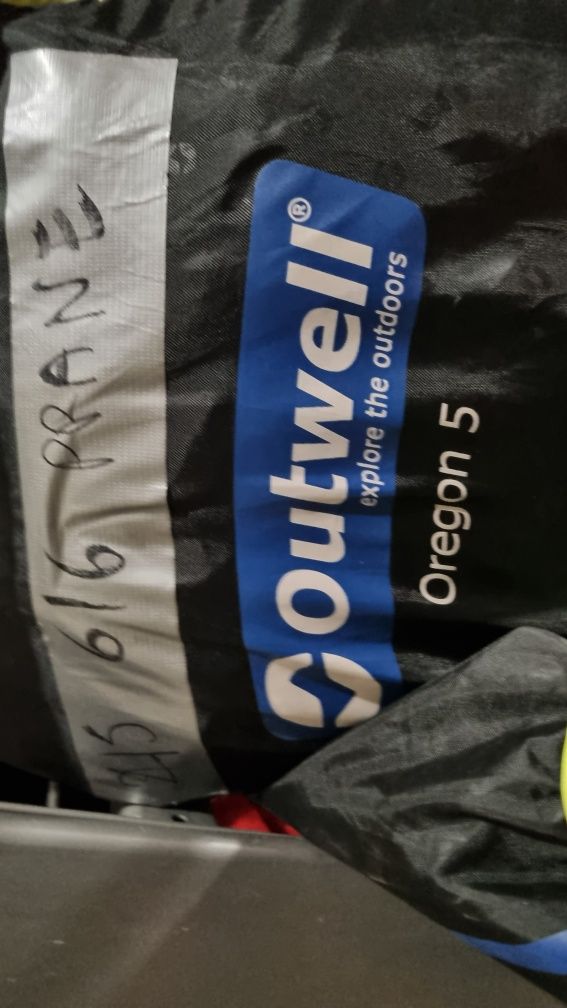 616 PRANE
outwell®
explore the outdoors
Oregon 5